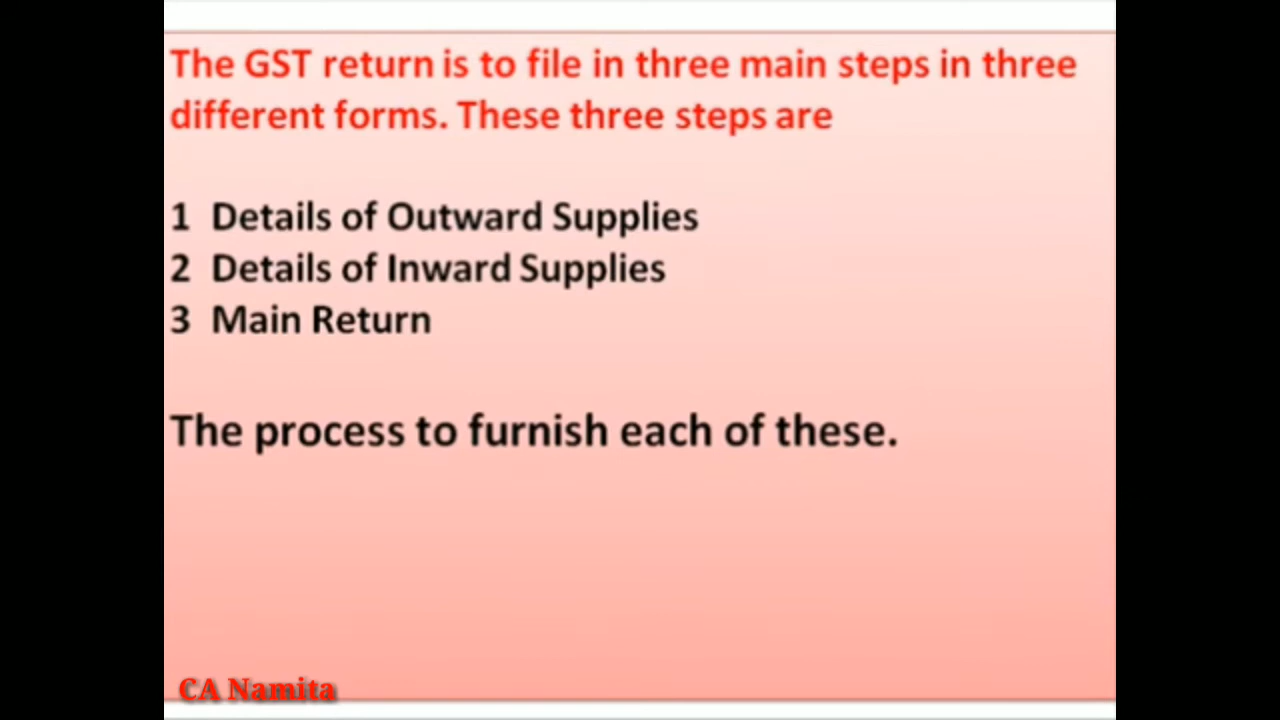 The GST return is to file in three main steps in three
different forms. These three steps are
1 Details of Outward Supplies
2 Details of Inward Supplies
3 Main Return
The process to furnish each of these.
CA Namita